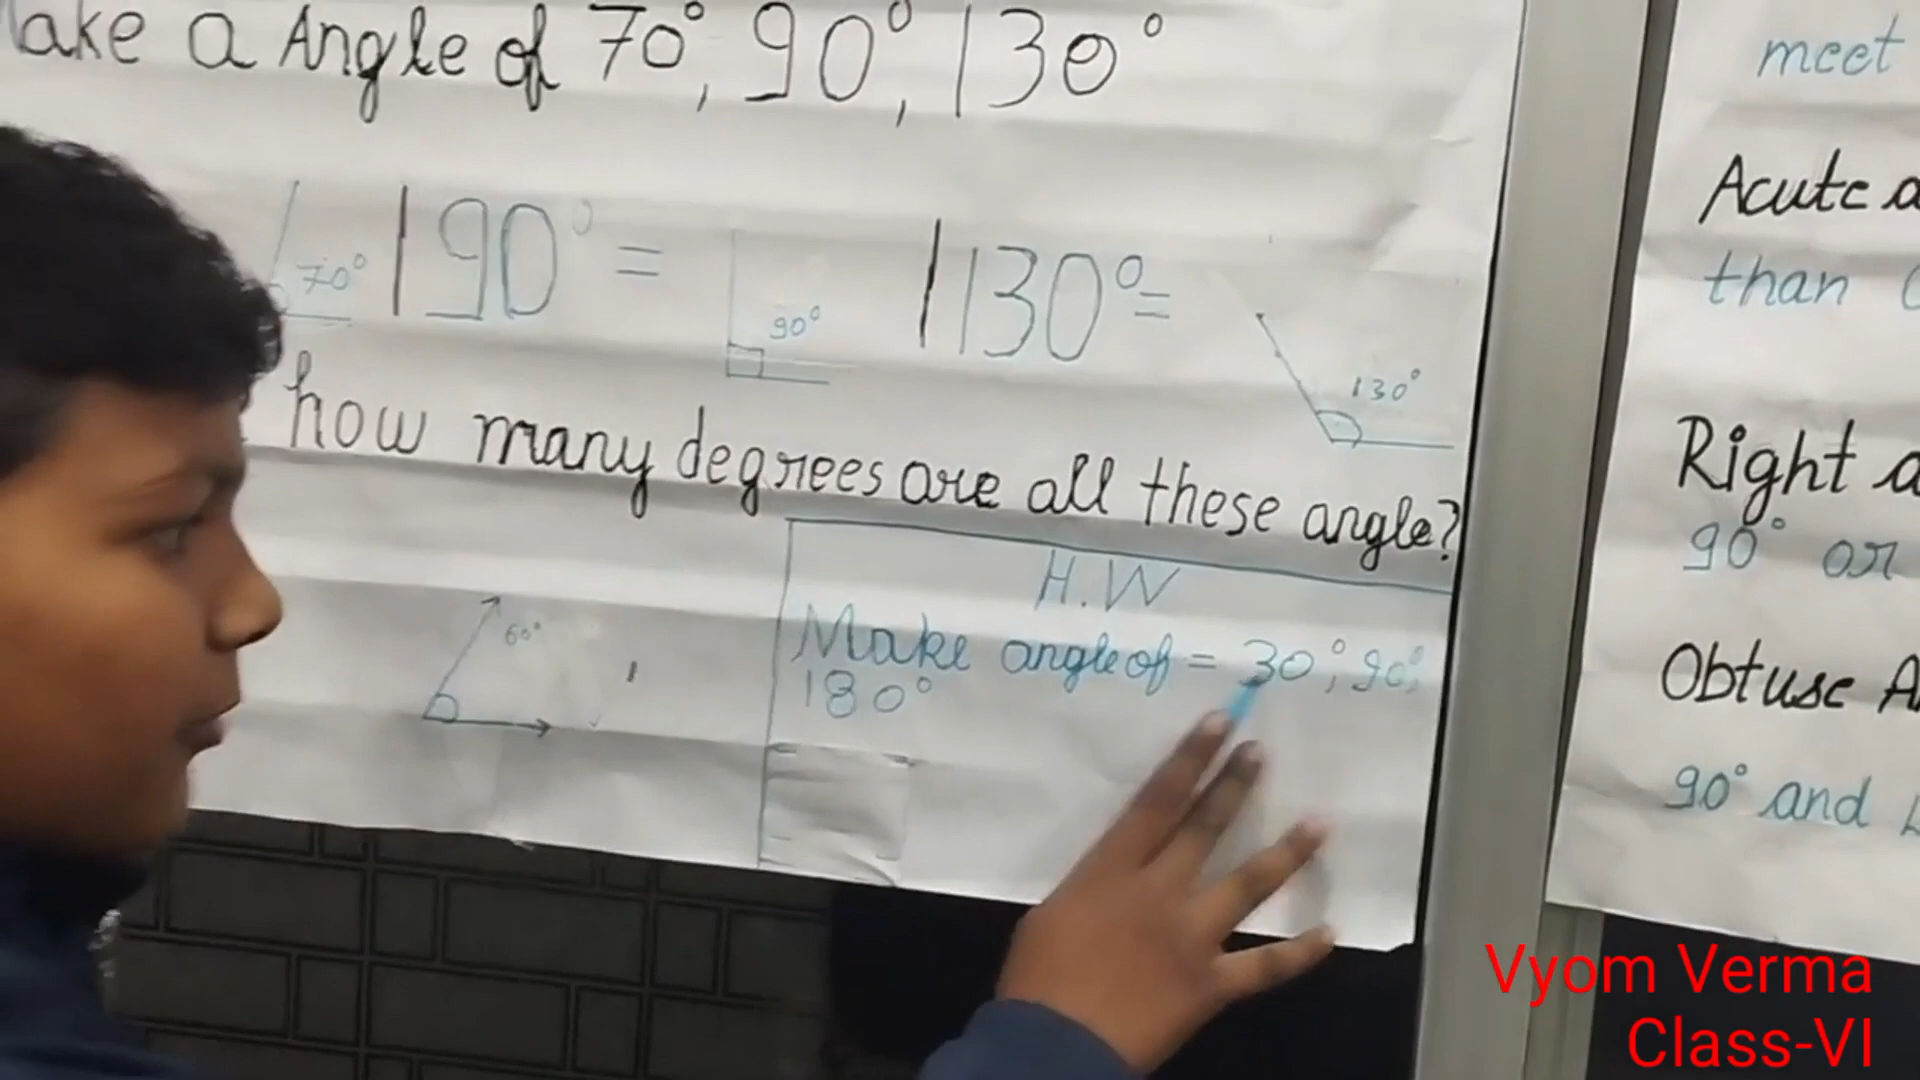 ake a Angle of 70°, 90°, 130°
70° | 90° = 90° | 130° = 130°
how many degrees are all these angle?
60°
H.W
Make angle of = 30°, 90°,
180°
meet
Acute a
than
Right a
90° or
Obtuse A
90° and
Vyom Verma
Class-VI